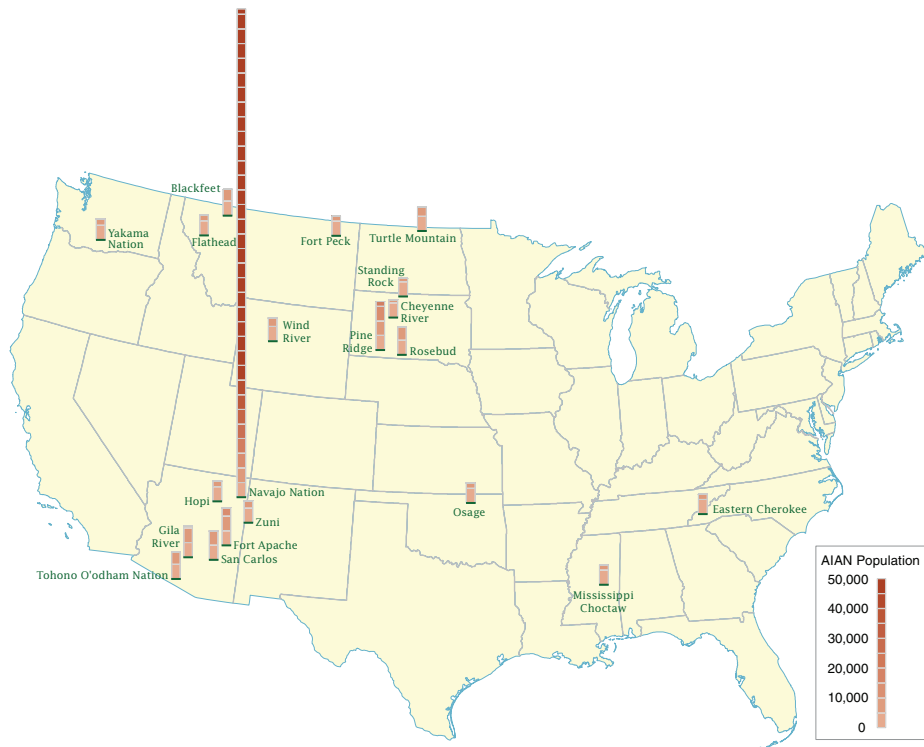 Blackfeet
Yakama
Nation
Flathead
Fort Peck
Turtle Mountain
Standing
Rock
Cheyenne
River
Wind
River
Pine
Ridge
Rosebud
Hopi
Navajo Nation
Zuni
Osage
Eastern Cherokee
Gila
River
Fort Apache
San Carlos
Tohono O'odham Nation
Mississippi
Choctaw
AIAN Population
50,000
40,000
30,000
20,000
10,000
0